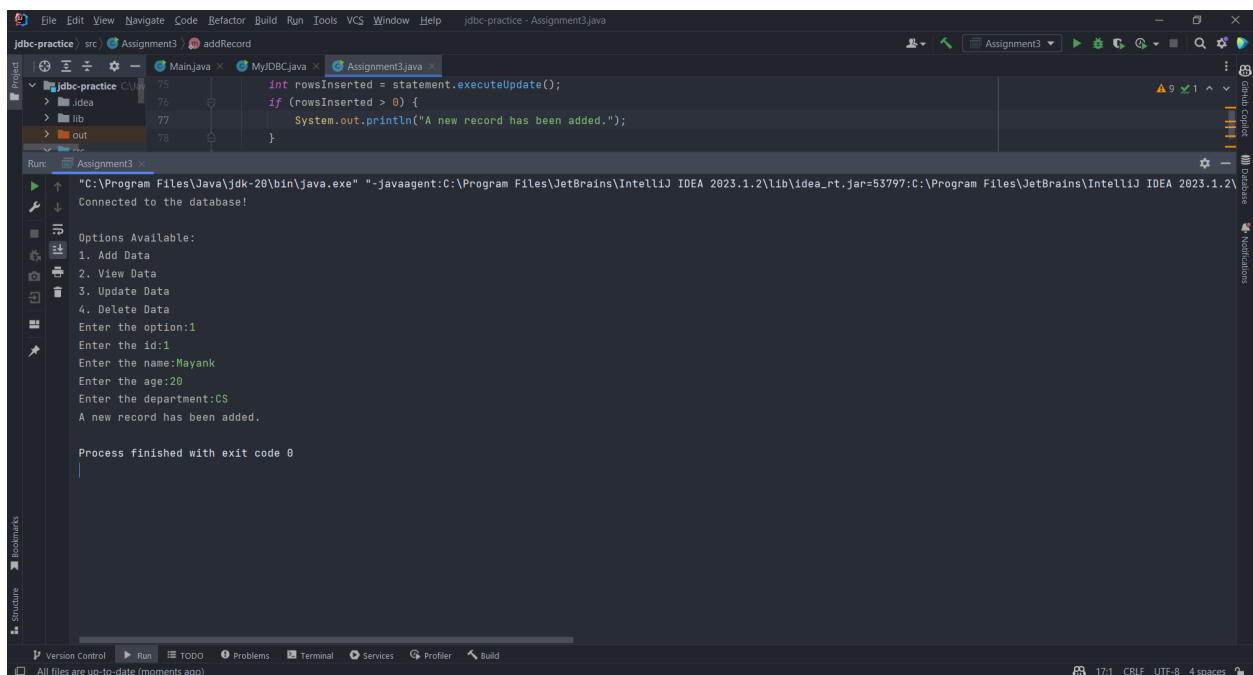 File Edit View Navigate Code Refactor Build Run Tools VCS Window Help jdbc-practice - Assignment3.java
jdbc-practice src Assignment3 addRecord Assignment3
Main.java MyJDBC.java Assignment3.java
Project
jdbc-practice C:\Jav
.idea
lib
out
src
75 int rowsInserted = statement.executeUpdate();
76 if (rowsInserted > 0) {
77 System.out.println("A new record has been added.");
78 }
9 1
GitHub Copilot
Database
Notifications
Run: Assignment3
"C:\Program Files\Java\jdk-20\bin\java.exe" "-javaagent:C:\Program Files\JetBrains\IntelliJ IDEA 2023.1.2\lib\idea_rt.jar=53797:C:\Program Files\JetBrains\IntelliJ IDEA 2023.1.2\
Connected to the database!
Options Available:
1. Add Data
2. View Data
3. Update Data
4. Delete Data
Enter the option:1
Enter the id:1
Enter the name:Mayank
Enter the age:20
Enter the department:CS
A new record has been added.
Process finished with exit code 0
Bookmarks
Structure
Version Control Run TODO Problems Terminal Services Profiler Build
All files are up-to-date (moments ago) 17:1 CRLF UTF-8 4 spaces